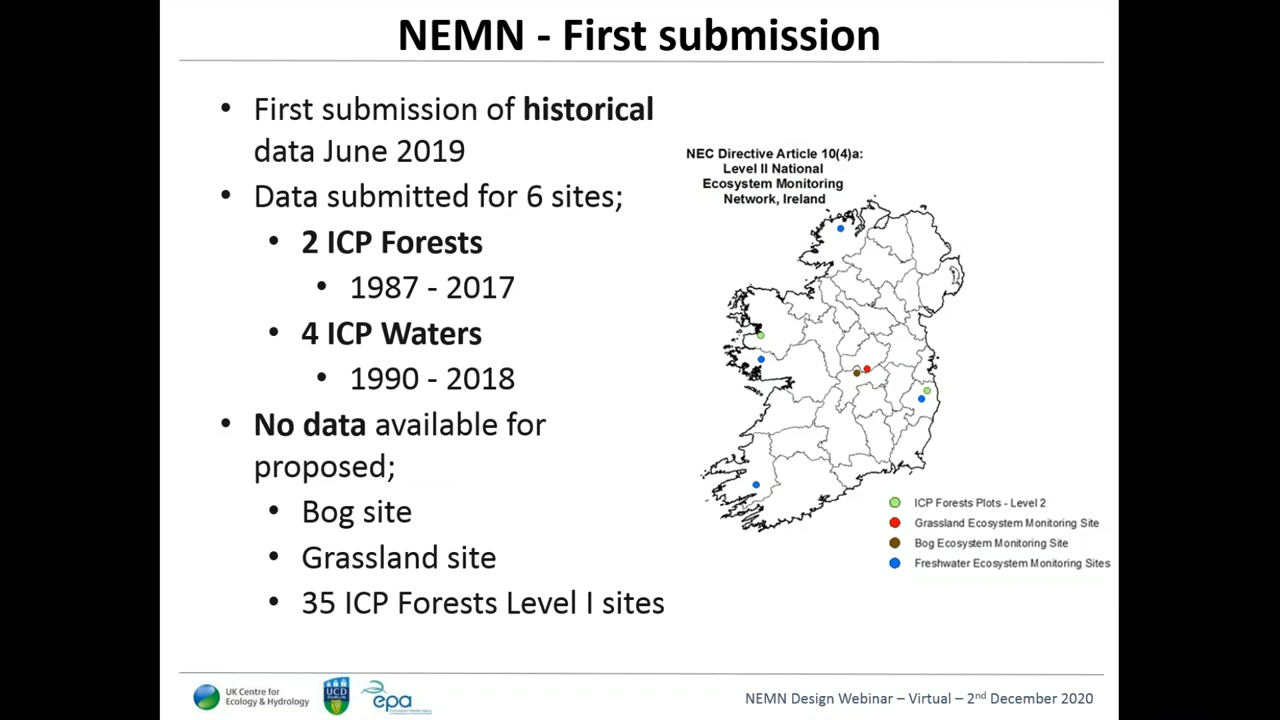 NEMN - First submission
• First submission of historical
data June 2019
• Data submitted for 6 sites;
• 2 ICP Forests
• 1987 - 2017
• 4 ICP Waters
• 1990 - 2018
• No data available for
proposed;
• Bog site
• Grassland site
• 35 ICP Forests Level I sites
NEC Directive Article 10(4)a:
Level II National
Ecosystem Monitoring
Network, Ireland
ICP Forests Plots - Level 2
Grassland Ecosystem Monitoring Site
Bog Ecosystem Monitoring Site
Freshwater Ecosystem Monitoring Sites
UK Centre for
Ecology & Hydrology
UCD
DUBLIN
epa
NEMN Design Webinar – Virtual – 2nd December 2020